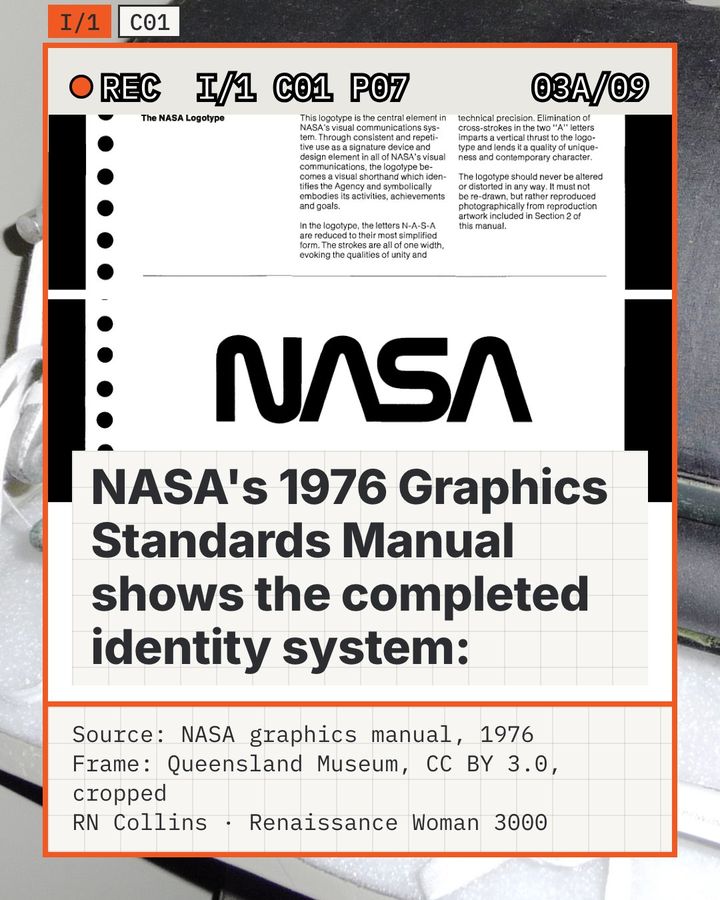 I/1 C01
REC I/1 C01 P07 03A/09
The NASA Logotype
This logotype is the central element in
NASA's visual communications sys-
tem. Through consistent and repeti-
tive use as a signature device and
design element in all of NASA's visual
communications, the logotype be-
comes a visual shorthand which iden-
tifies the Agency and symbolically
embodies its activities, achievements
and goals.
In the logotype, the letters N-A-S-A
are reduced to their most simplified
form. The strokes are all of one width,
evoking the qualities of unity and
technical precision. Elimination of
cross-strokes in the two "A" letters
imparts a vertical thrust to the logo-
type and lends it a quality of unique-
ness and contemporary character.
The logotype should never be altered
or distorted in any way. It must not
be re-drawn, but rather reproduced
photographically from reproduction
artwork included in Section 2 of
this manual.
NASA
NASA's 1976 Graphics
Standards Manual
shows the completed
identity system:
Source: NASA graphics manual, 1976
Frame: Queensland Museum, CC BY 3.0,
cropped
RN Collins · Renaissance Woman 3000